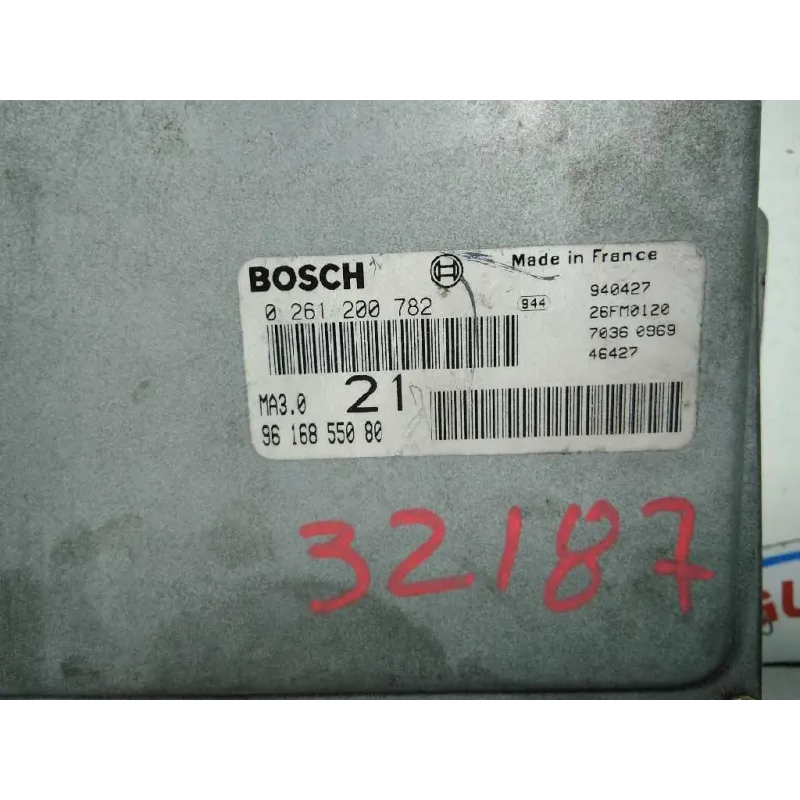 BOSCH
Made in France
0 261 200 782
944
940427
26FM0120
7036 0969
46427
MA3.0
21
96 168 550 80
32187
GU